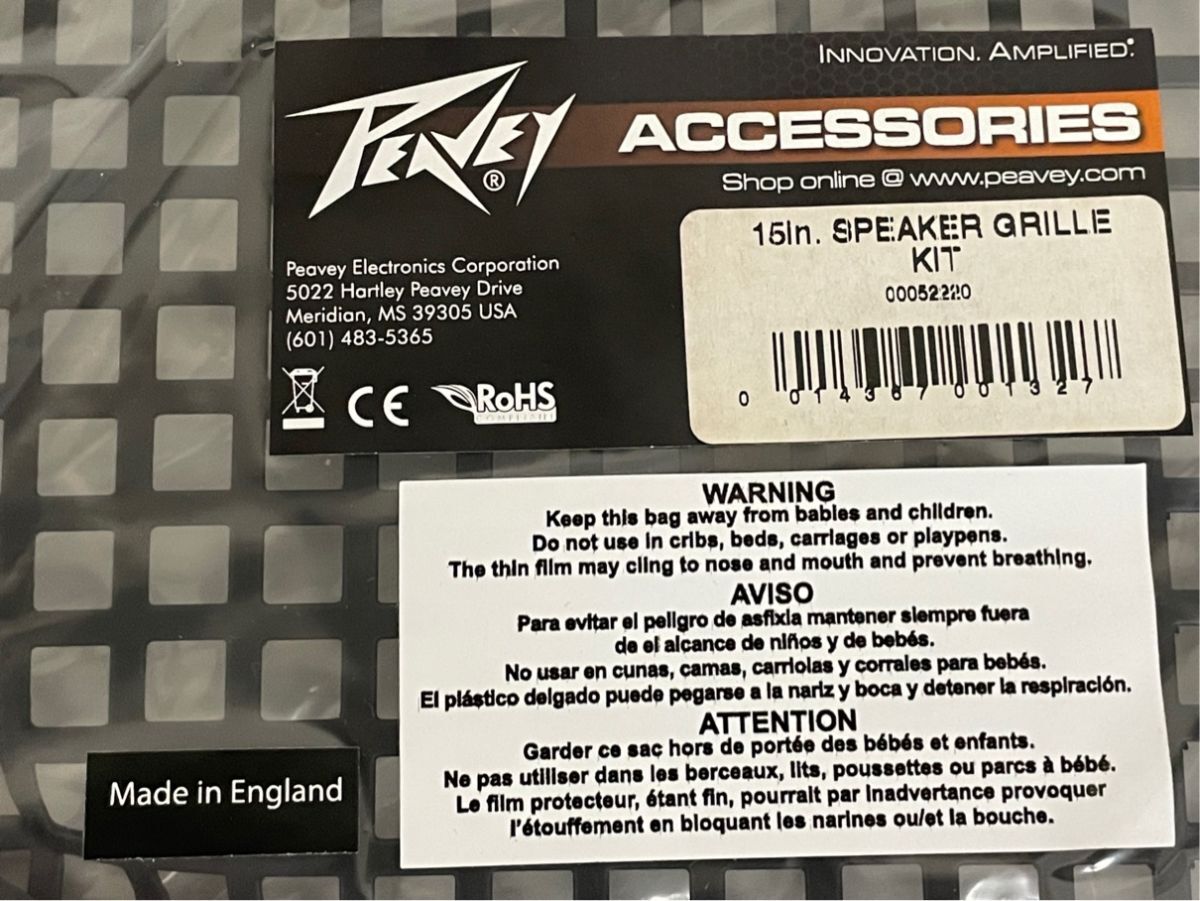 INNOVATION. AMPLIFIED.
PEAVEY®
ACCESSORIES
Shop online @ www.peavey.com
15in. SPEAKER GRILLE
KIT
00052220
0 014367 001327
Peavey Electronics Corporation
5022 Hartley Peavey Drive
Meridian, MS 39305 USA
(601) 483-5365
CE
RoHS
COMPLIANT
WARNING
Keep this bag away from babies and children.
Do not use in cribs, beds, carriages or playpens.
The thin film may cling to nose and mouth and prevent breathing.
AVISO
Para evitar el peligro de asfixia mantener siempre fuera
de el alcance de niños y de bebés.
No usar en cunas, camas, carriolas y corrales para bebés.
El plástico delgado puede pegarse a la nariz y boca y detener la respiración.
ATTENTION
Garder ce sac hors de portée des bébés et enfants.
Ne pas utiliser dans les berceaux, lits, poussettes ou parcs à bébé.
Le film protecteur, étant fin, pourrait par inadvertance provoquer
l'étouffement en bloquant les narines ou/et la bouche.
Made in England